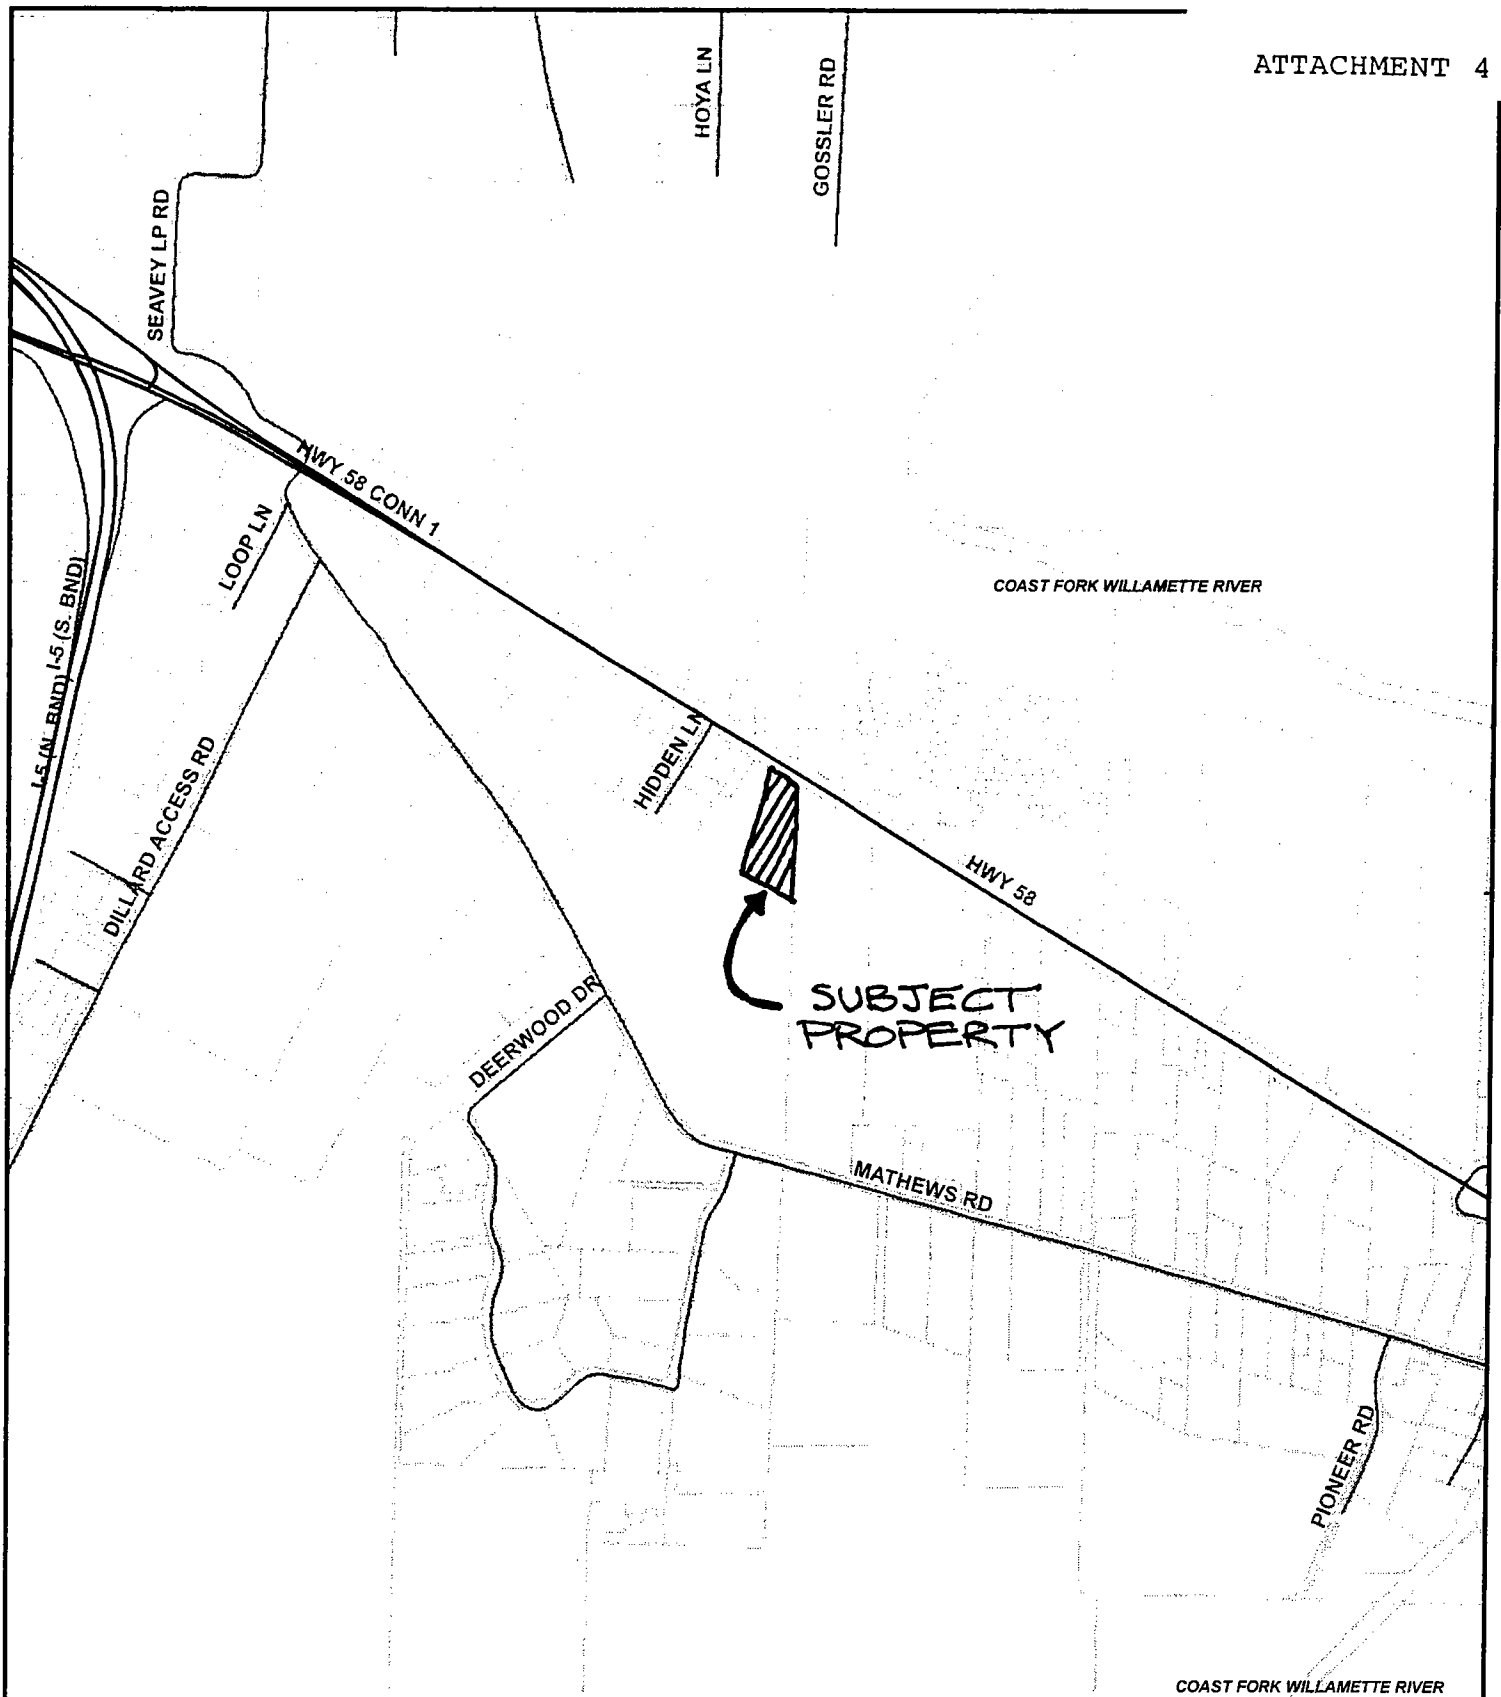 ATTACHMENT 4
HOYA LN
GOSSLER RD
SEAVEY LP RD
HWY 58 CONN 1
LOOP LN
COAST FORK WILLAMETTE RIVER
I-5 (S. BND)
I-5 (N. BND)
HIDDEN LN
DILLARD ACCESS RD
HWY 58
SUBJECT
PROPERTY
DEERWOOD DR
MATHEWS RD
PIONEER RD
COAST FORK WILLAMETTE RIVER